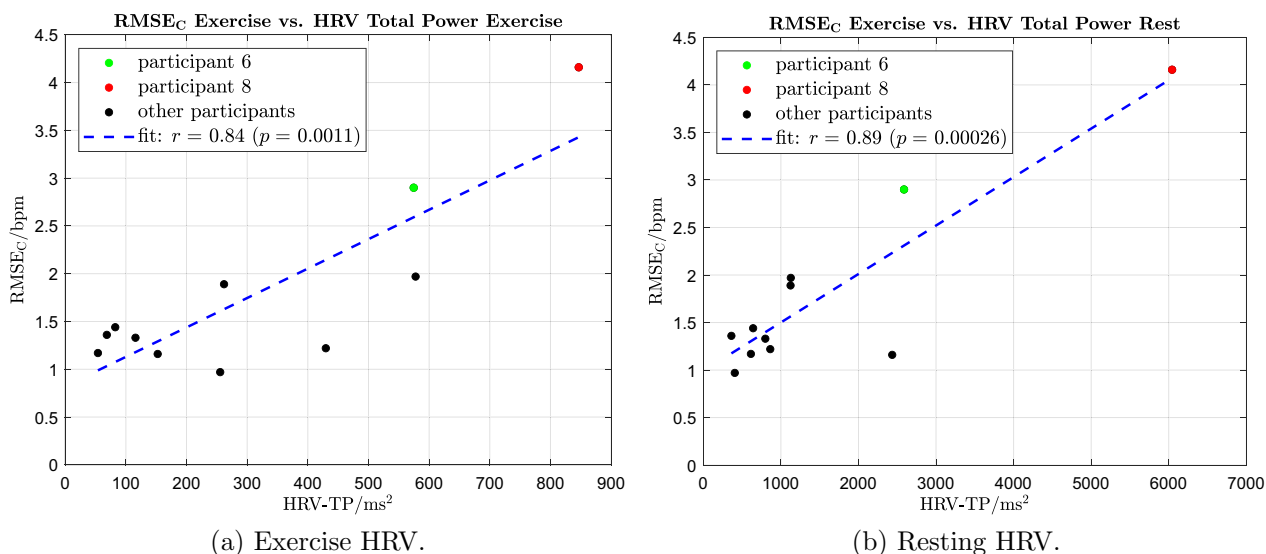 RMSE_C Exercise vs. HRV Total Power Exercise
4.5
4
3.5
3
2.5
2
1.5
1
0.5
0
RMSE_C/bpm
participant 6
participant 8
other participants
fit: r = 0.84 (p = 0.0011)
0 100 200 300 400 500 600 700 800 900
HRV-TP/ms²
(a) Exercise HRV.
RMSE_C Exercise vs. HRV Total Power Rest
4.5
4
3.5
3
2.5
2
1.5
1
0.5
0
RMSE_C/bpm
participant 6
participant 8
other participants
fit: r = 0.89 (p = 0.00026)
0 1000 2000 3000 4000 5000 6000 7000
HRV-TP/ms²
(b) Resting HRV.